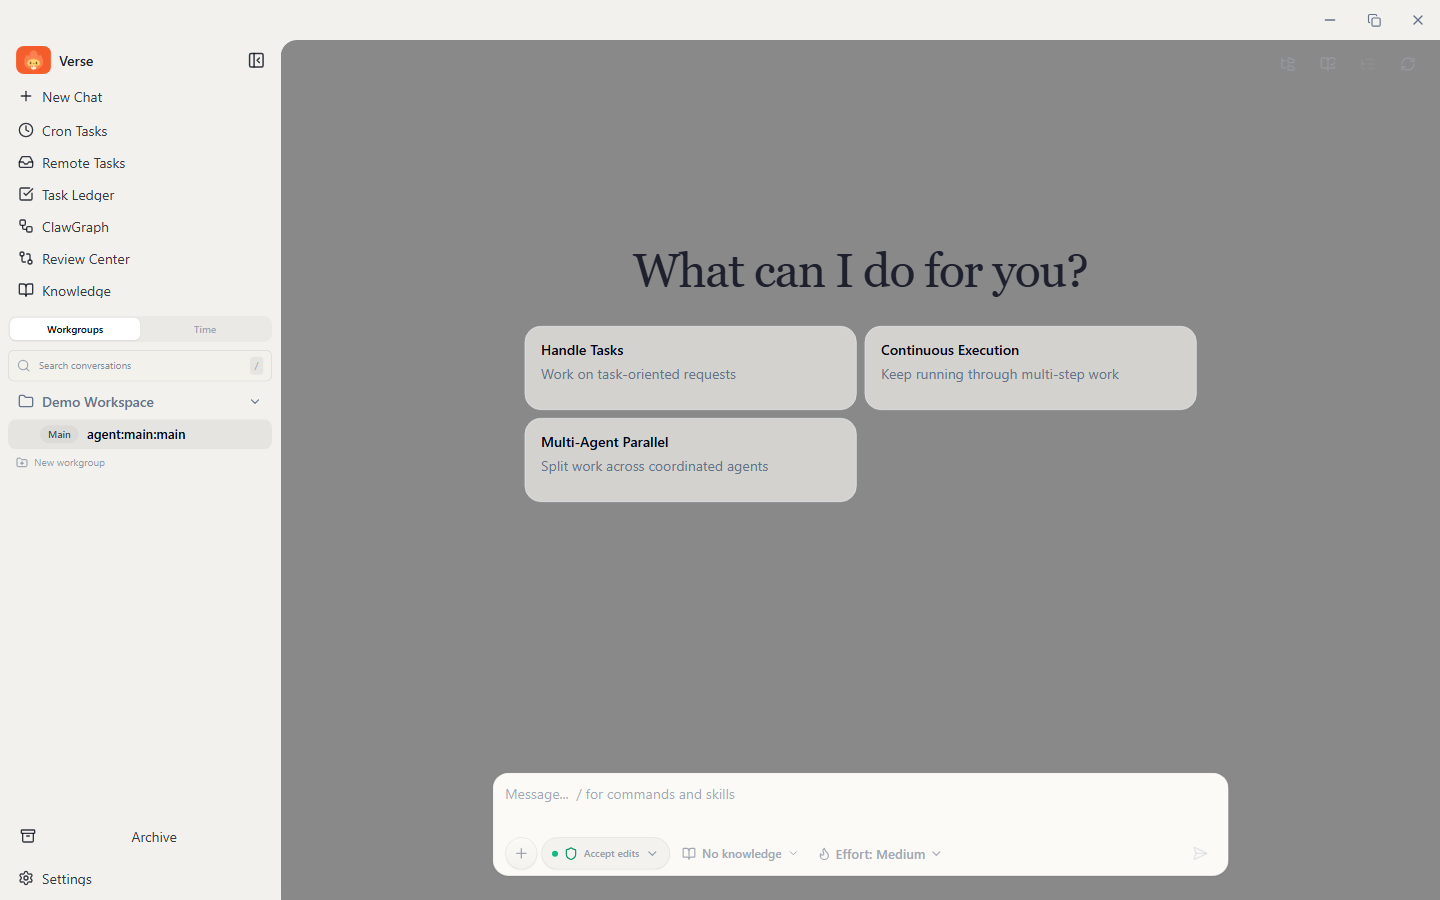 Verse
New Chat
Cron Tasks
Remote Tasks
Task Ledger
ClawGraph
Review Center
Knowledge
Workgroups Time
Search conversations /
Demo Workspace
Main agent:main:main
New workgroup
Archive
Settings
What can I do for you?
Handle Tasks
Work on task-oriented requests
Continuous Execution
Keep running through multi-step work
Multi-Agent Parallel
Split work across coordinated agents
Message... / for commands and skills
Accept edits No knowledge Effort: Medium